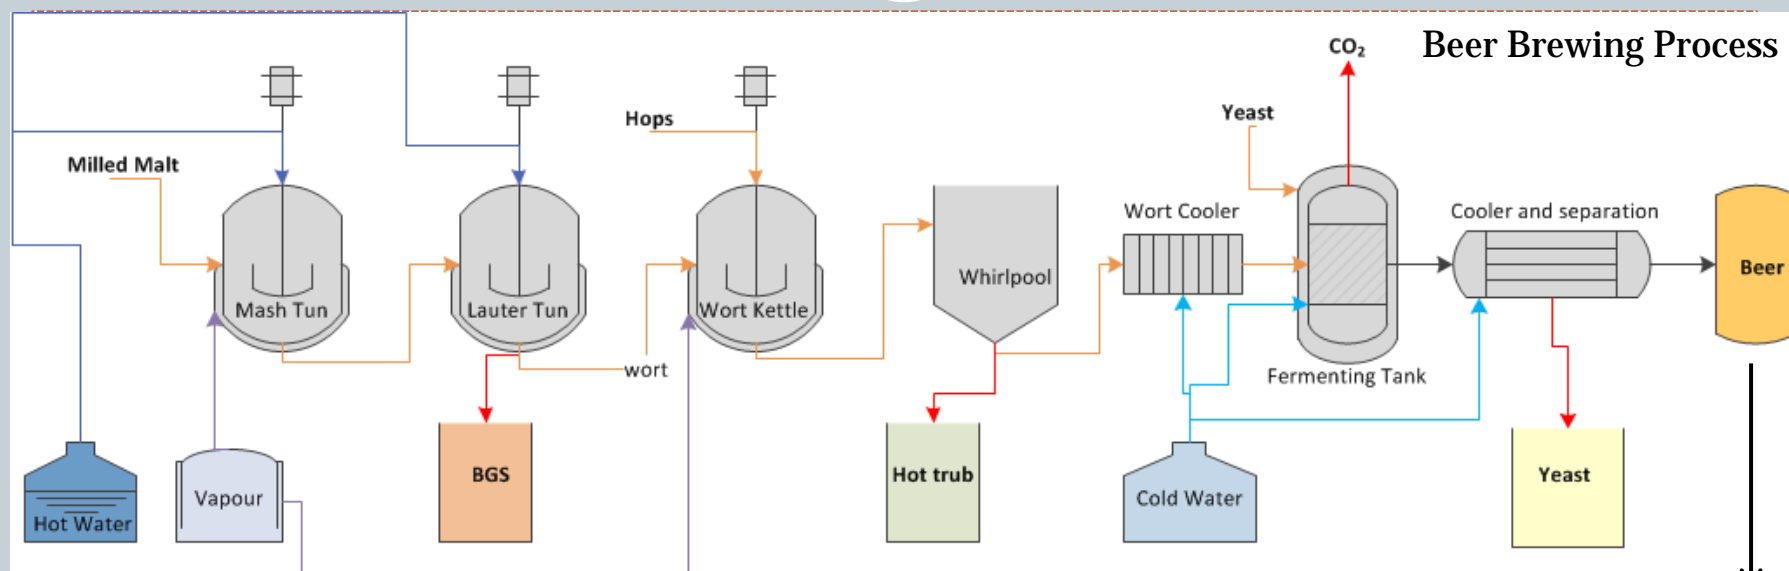 Beer Brewing Process
CO₂
Hops
Yeast
Milled Malt
Wort Cooler
Cooler and separation
Whirlpool
Beer
Mash Tun
Lauter Tun
Wort Kettle
wort
Fermenting Tank
BGS
Hot trub
Yeast
Vapour
Cold Water
Hot Water